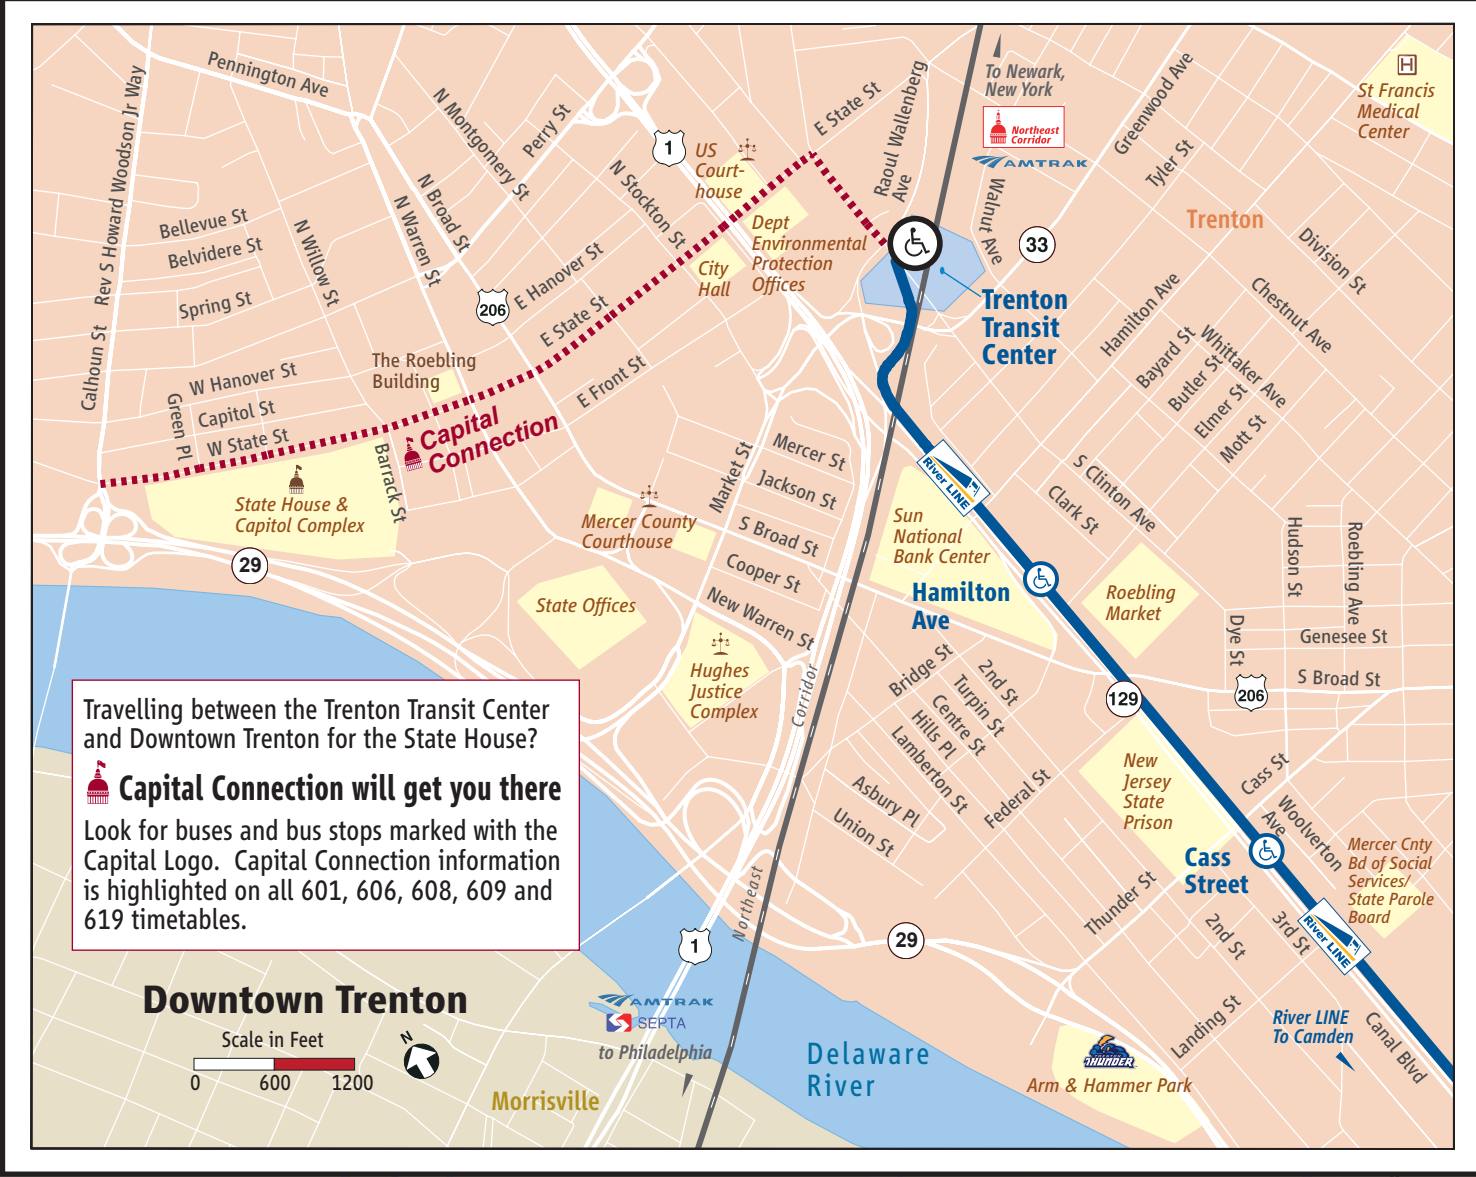 Pennington Ave
Rev S Howard Woodson Jr Way
Calhoun St
N Montgomery St
Perry St
1
US
Court-
house
E State St
Raoul Wallenberg
Ave
To Newark,
New York
Northeast
Corridor
AMTRAK
Greenwood Ave
Tyler St
H
St Francis
Medical
Center
Bellevue St
Belvidere St
Spring St
N Willow St
N Warren St
N Broad St
N Stockton St
206
E Hanover St
E State St
E Front St
City
Hall
Dept
Environmental
Protection
Offices
Walnut Ave
33
Trenton
Trenton
Transit
Center
Division St
Chestnut Ave
Hamilton Ave
Bayard St
Whittaker Ave
Butler St
Elmer St
Mott St
The Roebling
Building
W Hanover St
Capitol St
W State St
Green Pl
Barrack St
Capital
Connection
State House &
Capitol Complex
29
Mercer County
Courthouse
State Offices
Market St
Mercer St
Jackson St
S Broad St
Cooper St
New Warren St
Hughes
Justice
Complex
River LINE
Sun
National
Bank Center
Hamilton
Ave
S Clinton Ave
Clark St
Roebling
Market
Hudson St
Roebling Ave
Dye St
Genesee St
S Broad St
206
129
Bridge St
2nd St
Turpin St
Centre St
Hills Pl
Lamberton St
Federal St
Asbury Pl
Union St
New
Jersey
State
Prison
Cass St
Woolverton
Ave
Cass
Street
Mercer Cnty
Bd of Social
Services/
State Parole
Board
Thunder St
2nd St
3rd St
River LINE
Landing St
Canal Blvd
River LINE
To Camden
Northeast
Corridor
1
29
Travelling between the Trenton Transit Center
and Downtown Trenton for the State House?
Capital Connection will get you there
Look for buses and bus stops marked with the
Capital Logo. Capital Connection information
is highlighted on all 601, 606, 608, 609 and
619 timetables.
Downtown Trenton
Scale in Feet
0 600 1200
N
AMTRAK
SEPTA
to Philadelphia
Morrisville
Delaware
River
THUNDER
Arm & Hammer Park